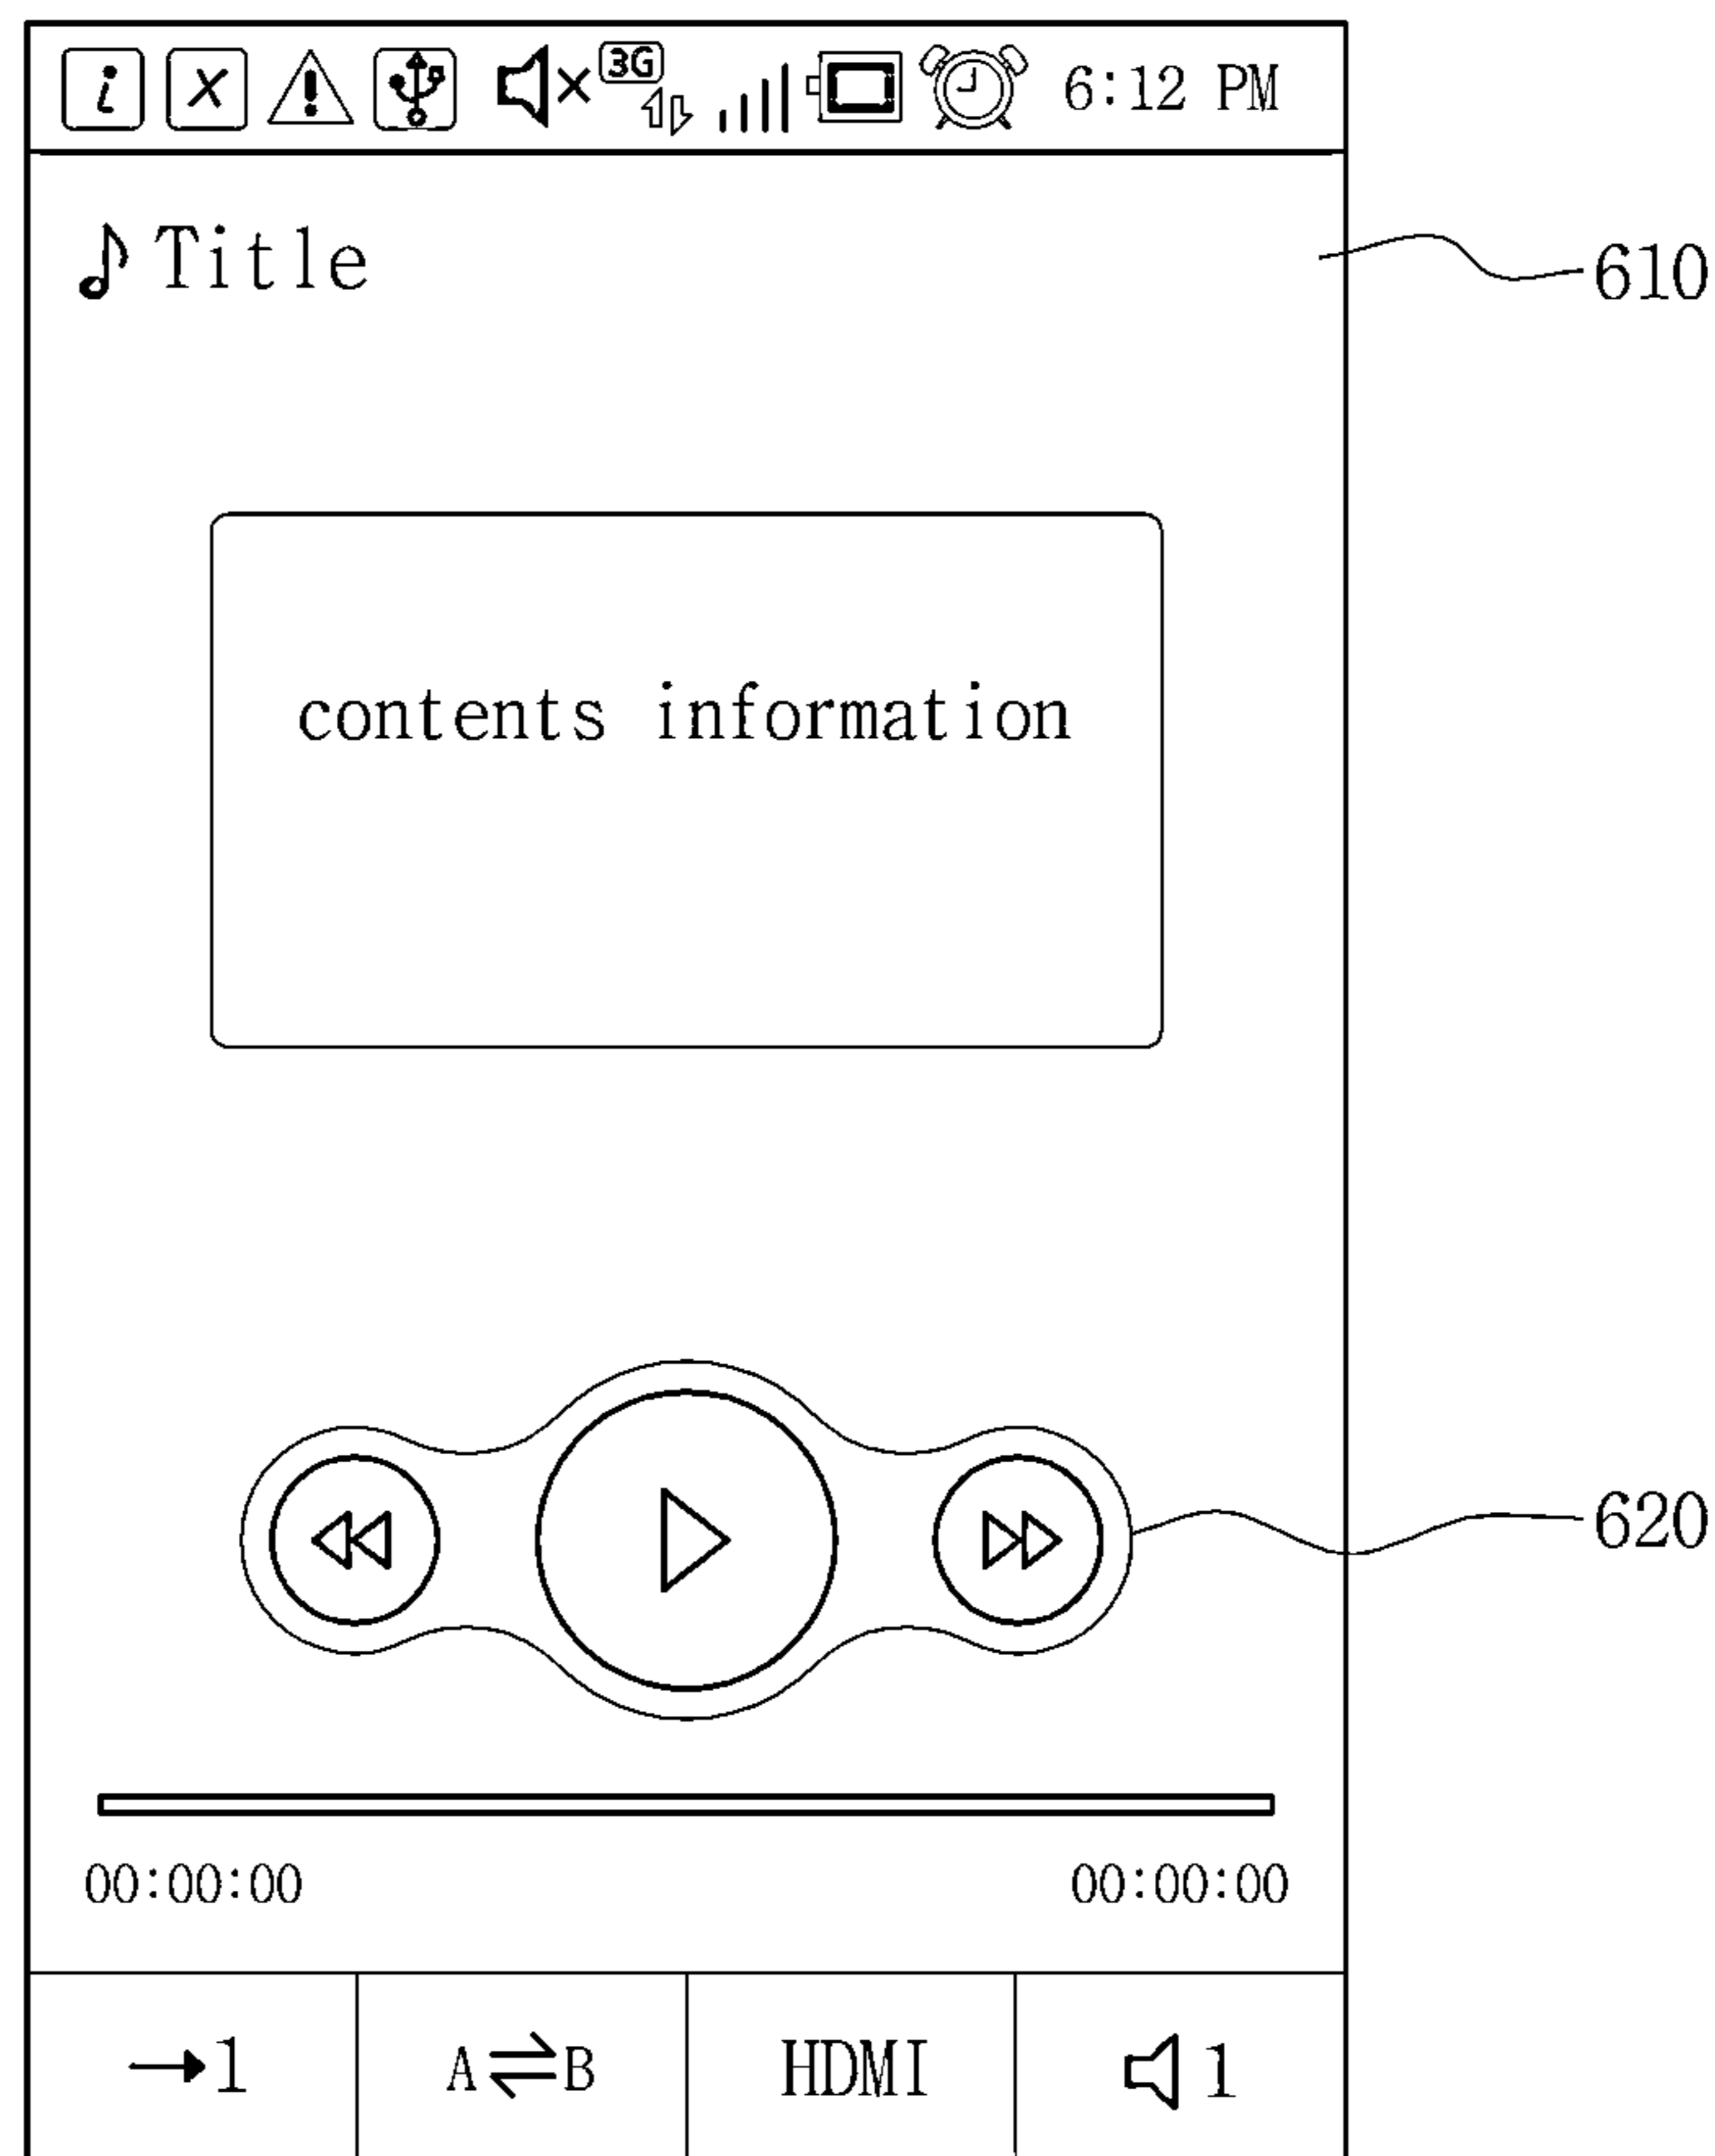 i x ! 3G 6:12 PM
♪ Title
610
contents information
620
00:00:00 00:00:00
→1 A⇌B HDMI 1